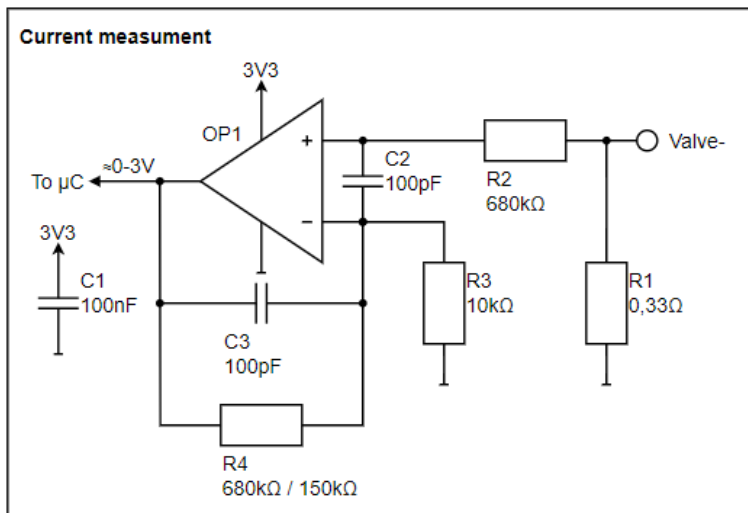 Current measument
3V3
OP1
+
C2
100pF
−
R2
680kΩ
Valve-
≈0-3V
To µC
3V3
C1
100nF
R3
10kΩ
R1
0,33Ω
C3
100pF
R4
680kΩ / 150kΩ